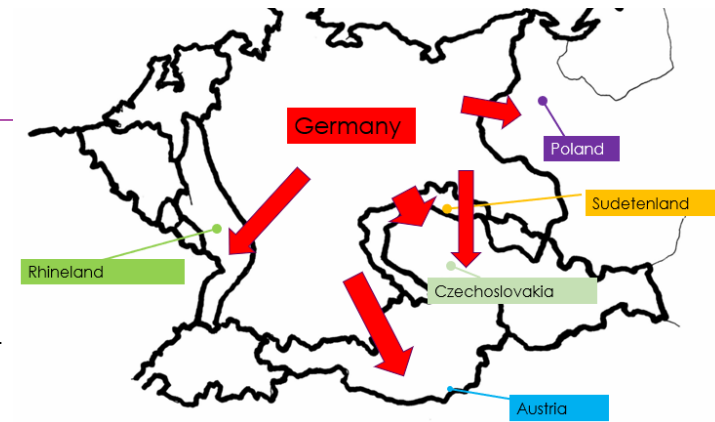 Germany
Poland
Sudetenland
Rhineland
Czechoslovakia
Austria